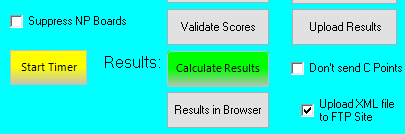 Suppress NP Boards
Validate Scores
Upload Results
Start Timer
Results:
Calculate Results
Don't send C Points
Results in Browser
Upload XML file
to FTP Site